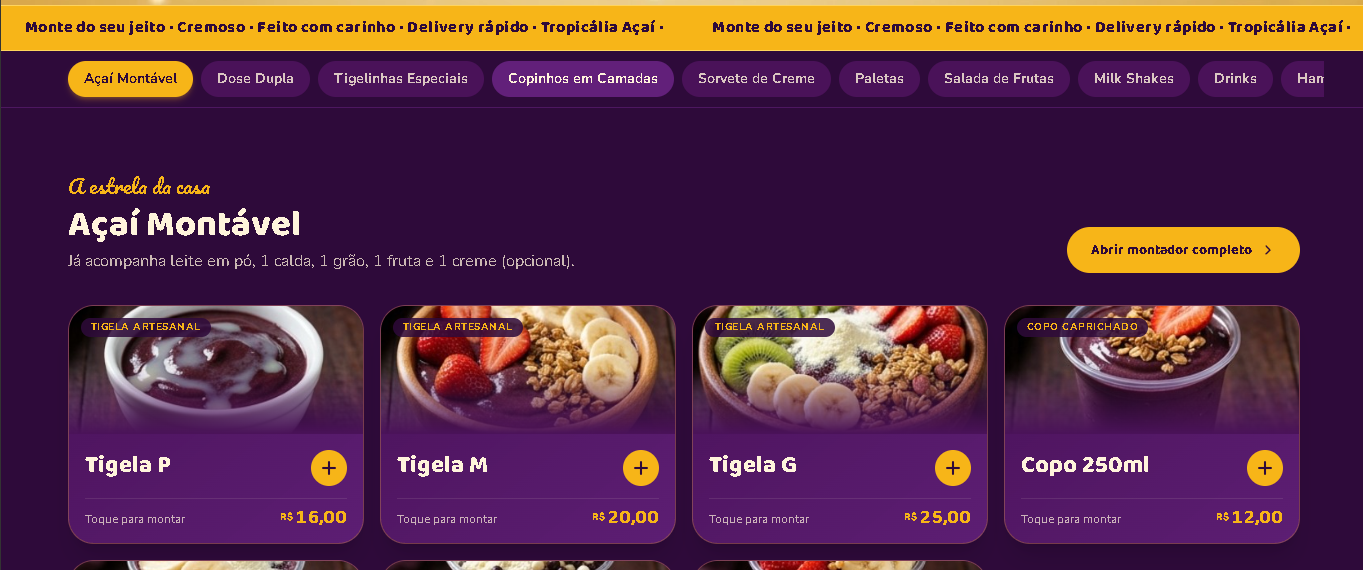 Monte do seu jeito · Cremoso · Feito com carinho · Delivery rápido · Tropicália Açaí · Monte do seu jeito · Cremoso · Feito com carinho · Delivery rápido · Tropicália Açaí ·
Açaí Montável Dose Dupla Tigelinhas Especiais Copinhos em Camadas Sorvete de Creme Paletas Salada de Frutas Milk Shakes Drinks Ham
A estrela da casa
Açaí Montável
Já acompanha leite em pó, 1 calda, 1 grão, 1 fruta e 1 creme (opcional).
Abrir montador completo
TIGELA ARTESANAL
Tigela P
Toque para montar R$ 16,00
TIGELA ARTESANAL
Tigela M
Toque para montar R$ 20,00
TIGELA ARTESANAL
Tigela G
Toque para montar R$ 25,00
COPO CAPRICHADO
Copo 250ml
Toque para montar R$ 12,00